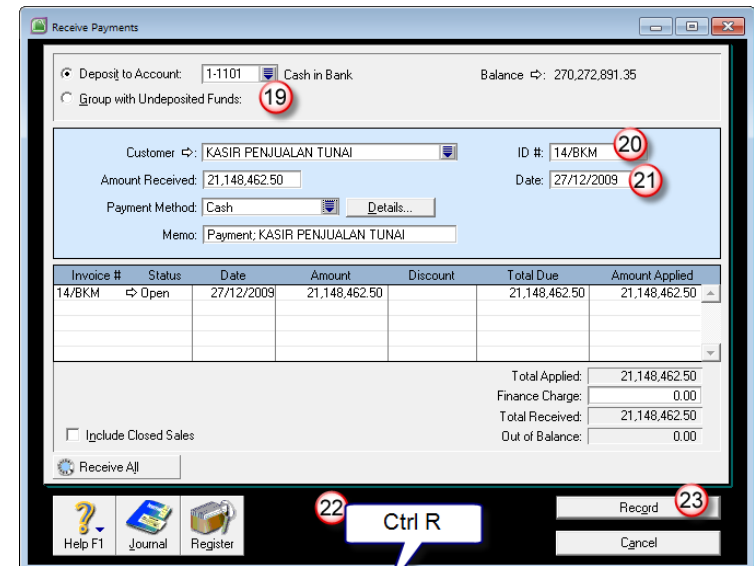 Receive Payments
Deposit to Account: 1-1101 Cash in Bank Balance ⇨: 270,272,891.35
Group with Undeposited Funds: 19
Customer ⇨: KASIR PENJUALAN TUNAI ID #: 14/BKM 20
Amount Received: 21,148,462.50 Date: 27/12/2009 21
Payment Method: Cash Details...
Memo: Payment; KASIR PENJUALAN TUNAI
Invoice # Status Date Amount Discount Total Due Amount Applied
14/BKM ⇨ Open 27/12/2009 21,148,462.50 21,148,462.50 21,148,462.50
Total Applied: 21,148,462.50
Finance Charge: 0.00
Total Received: 21,148,462.50
Include Closed Sales Out of Balance: 0.00
Receive All
22 Ctrl R Record 23
Help F1 Journal Register Cancel